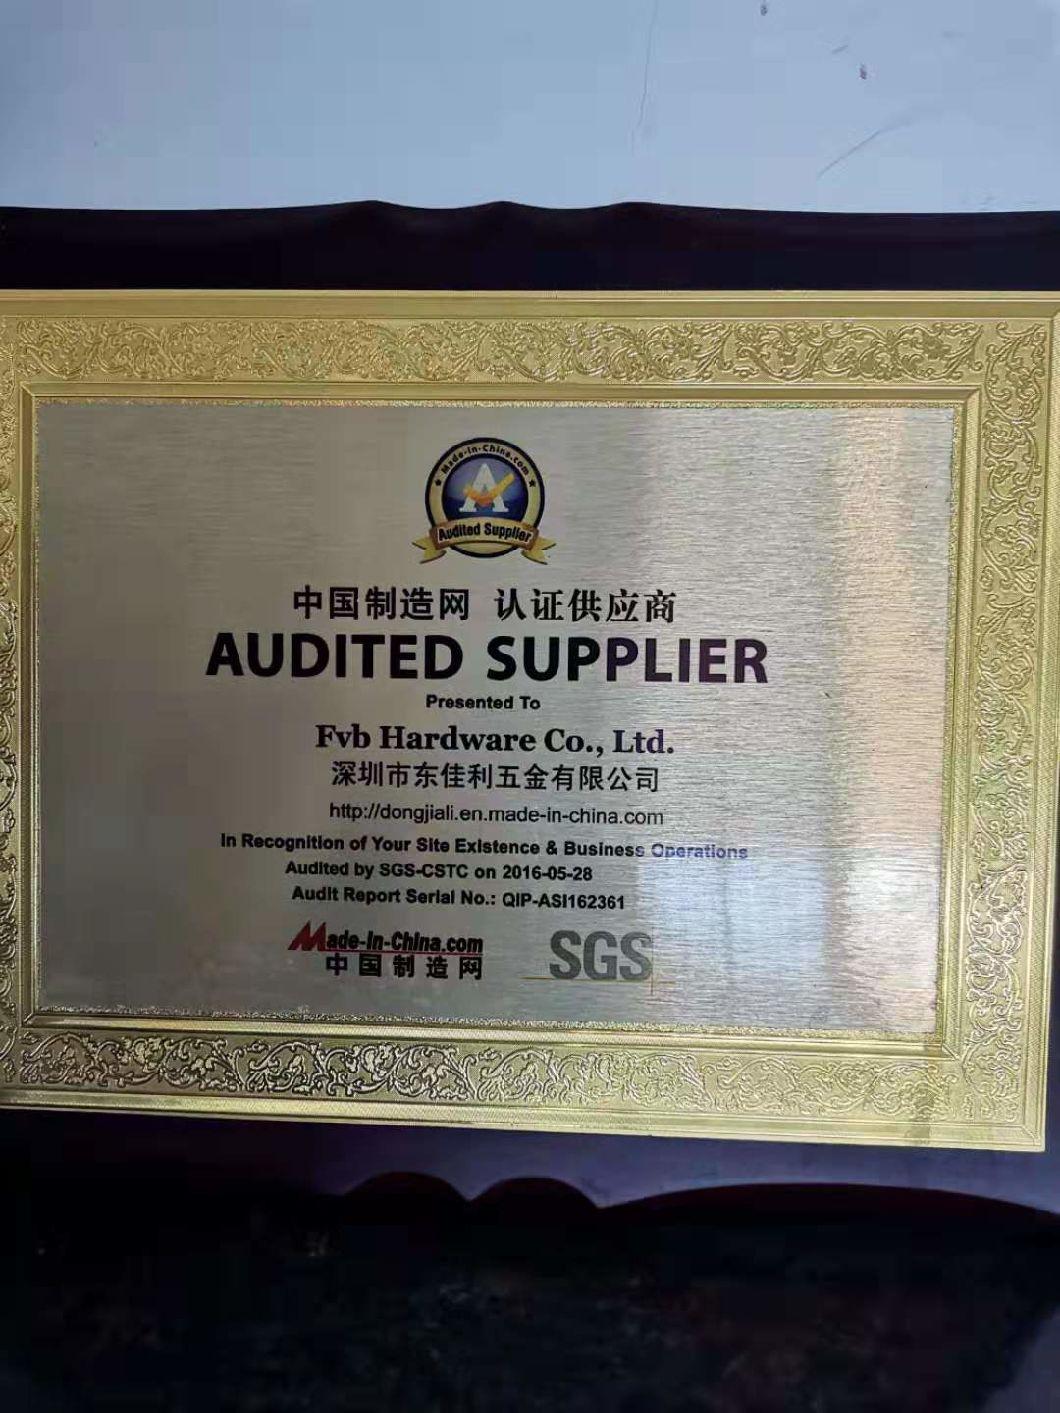 Made-in-China.com
A
Audited Supplier
中国制造网 认证供应商
AUDITED SUPPLIER
Presented To
Fvb Hardware Co., Ltd.
深圳市东佳利五金有限公司
http://dongjiali.en.made-in-china.com
In Recognition of Your Site Existence & Business Operations
Audited by SGS-CSTC on 2016-05-28
Audit Report Serial No.: QIP-ASI162361
Made-in-China.com
中国制造网
SGS